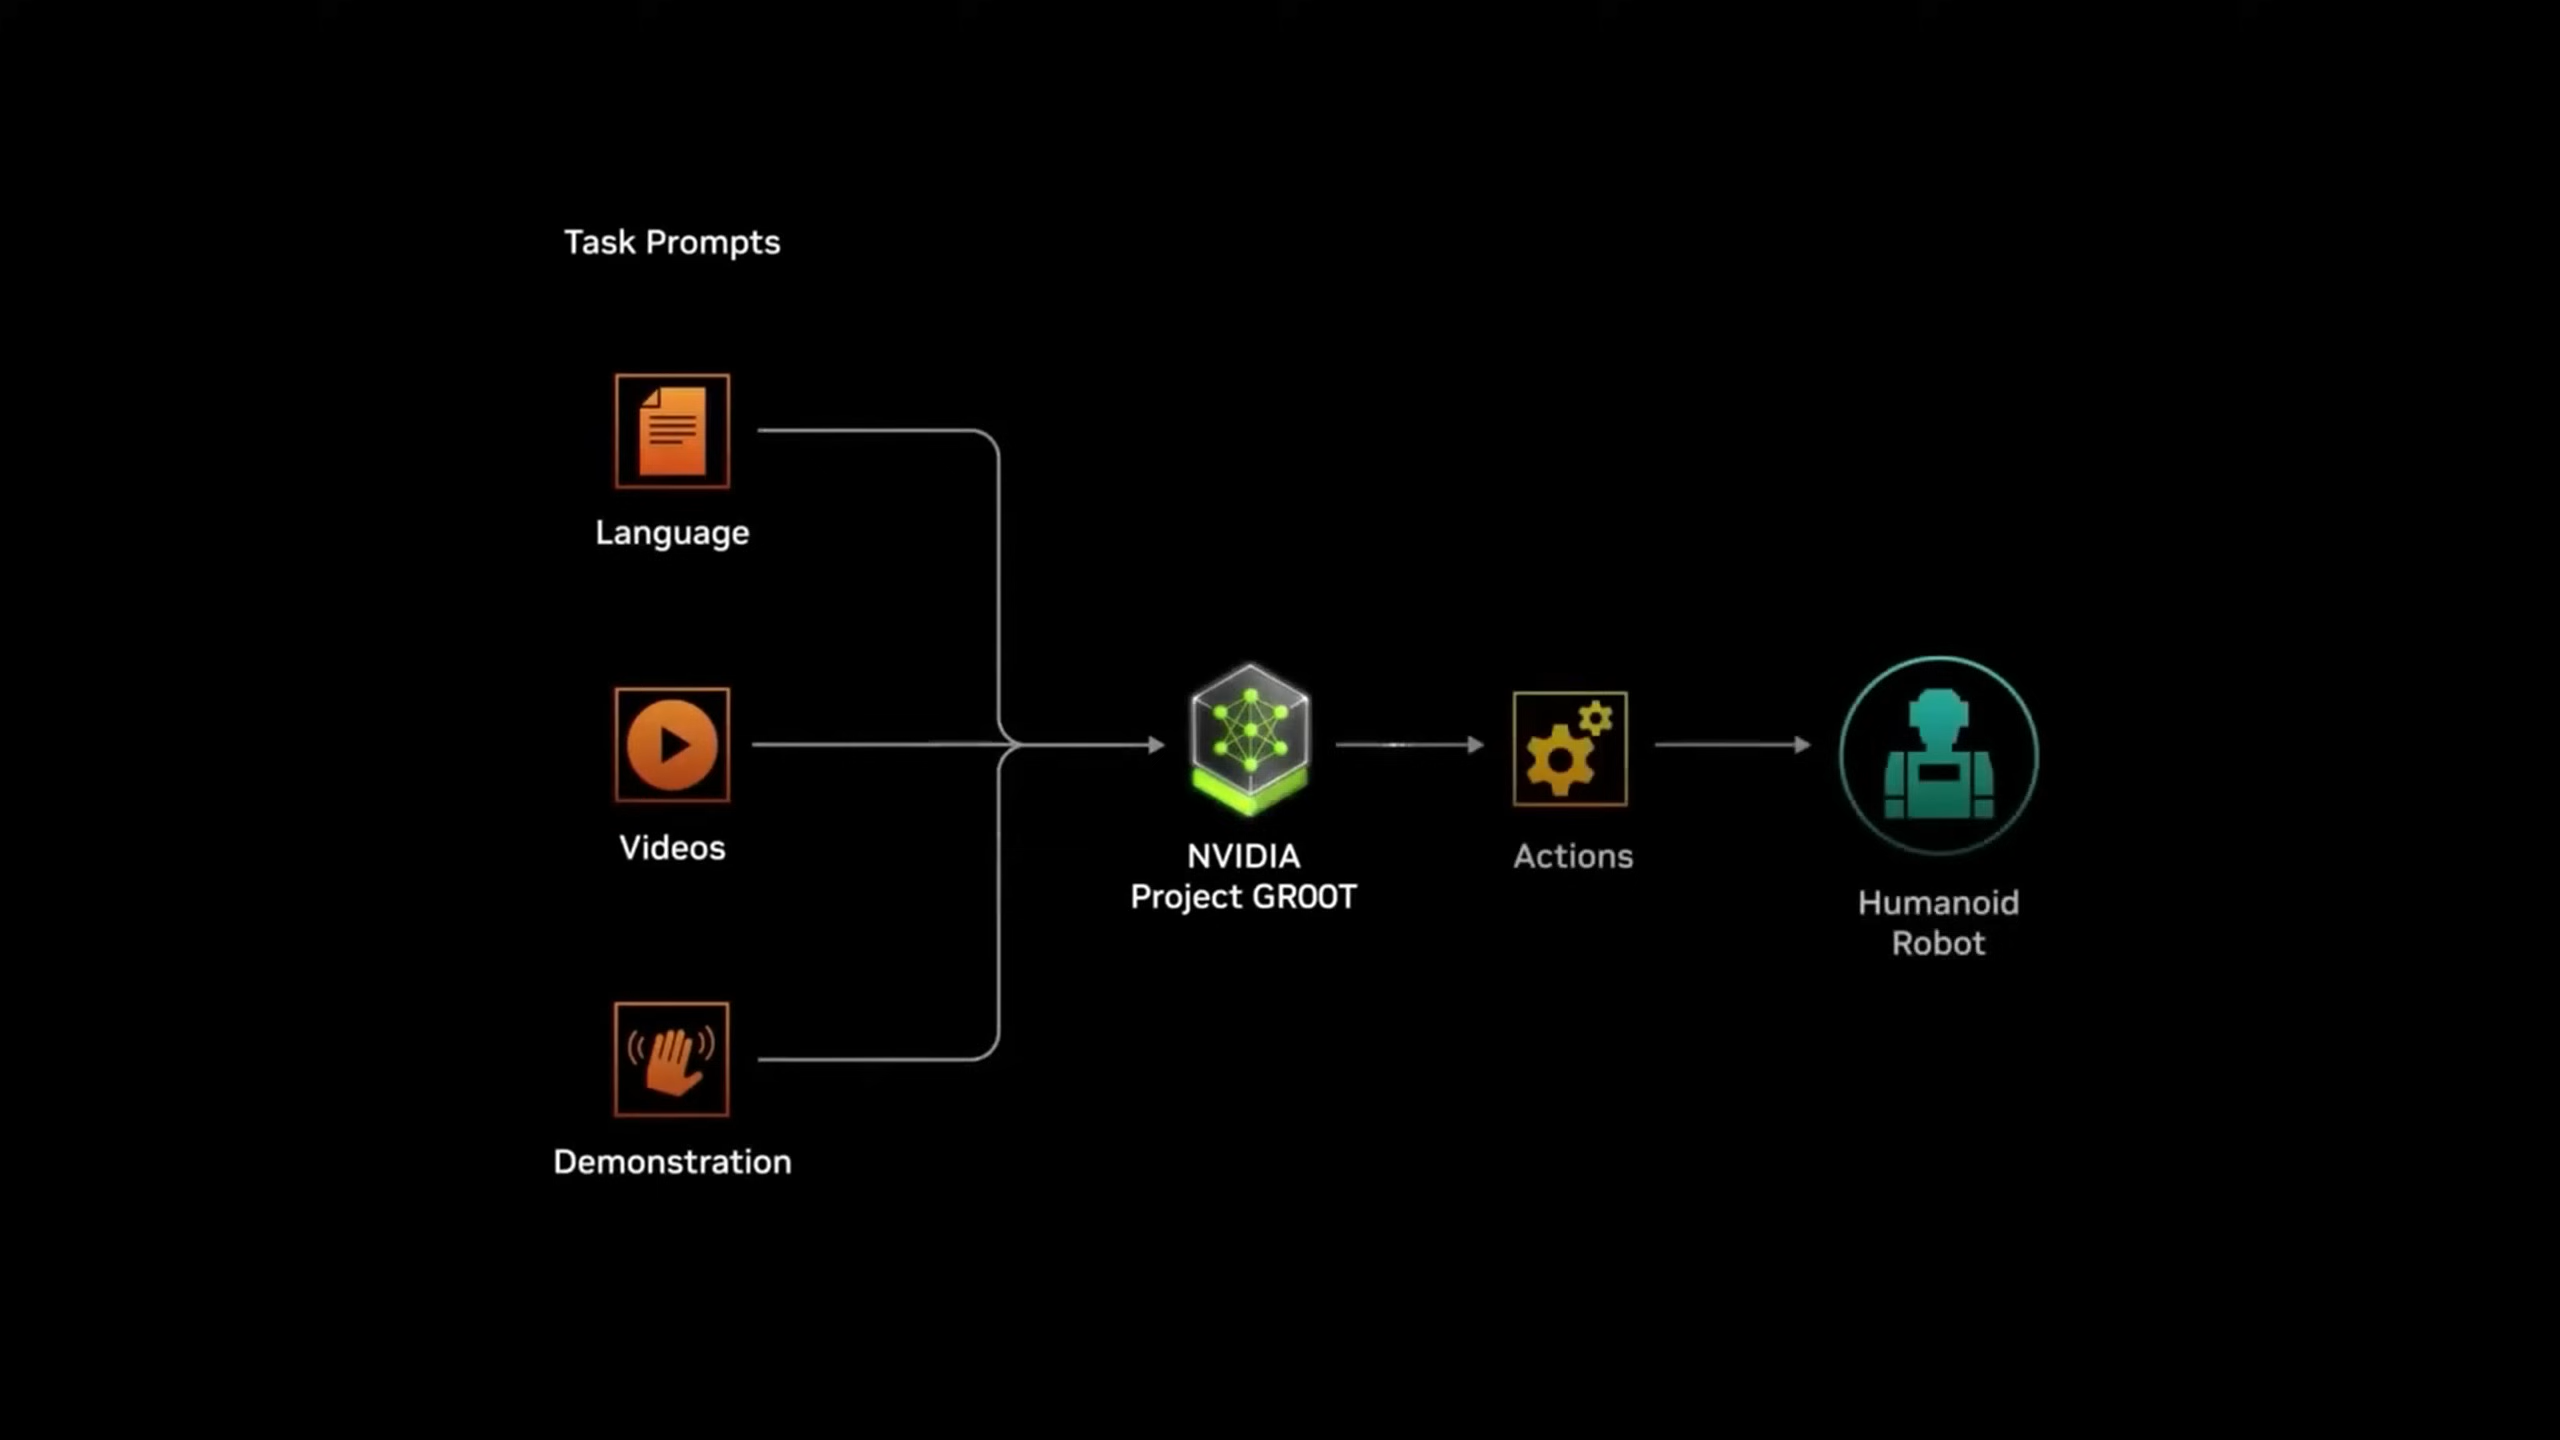 Task Prompts
Language
Videos
Demonstration
NVIDIA
Project GR00T
Actions
Humanoid
Robot